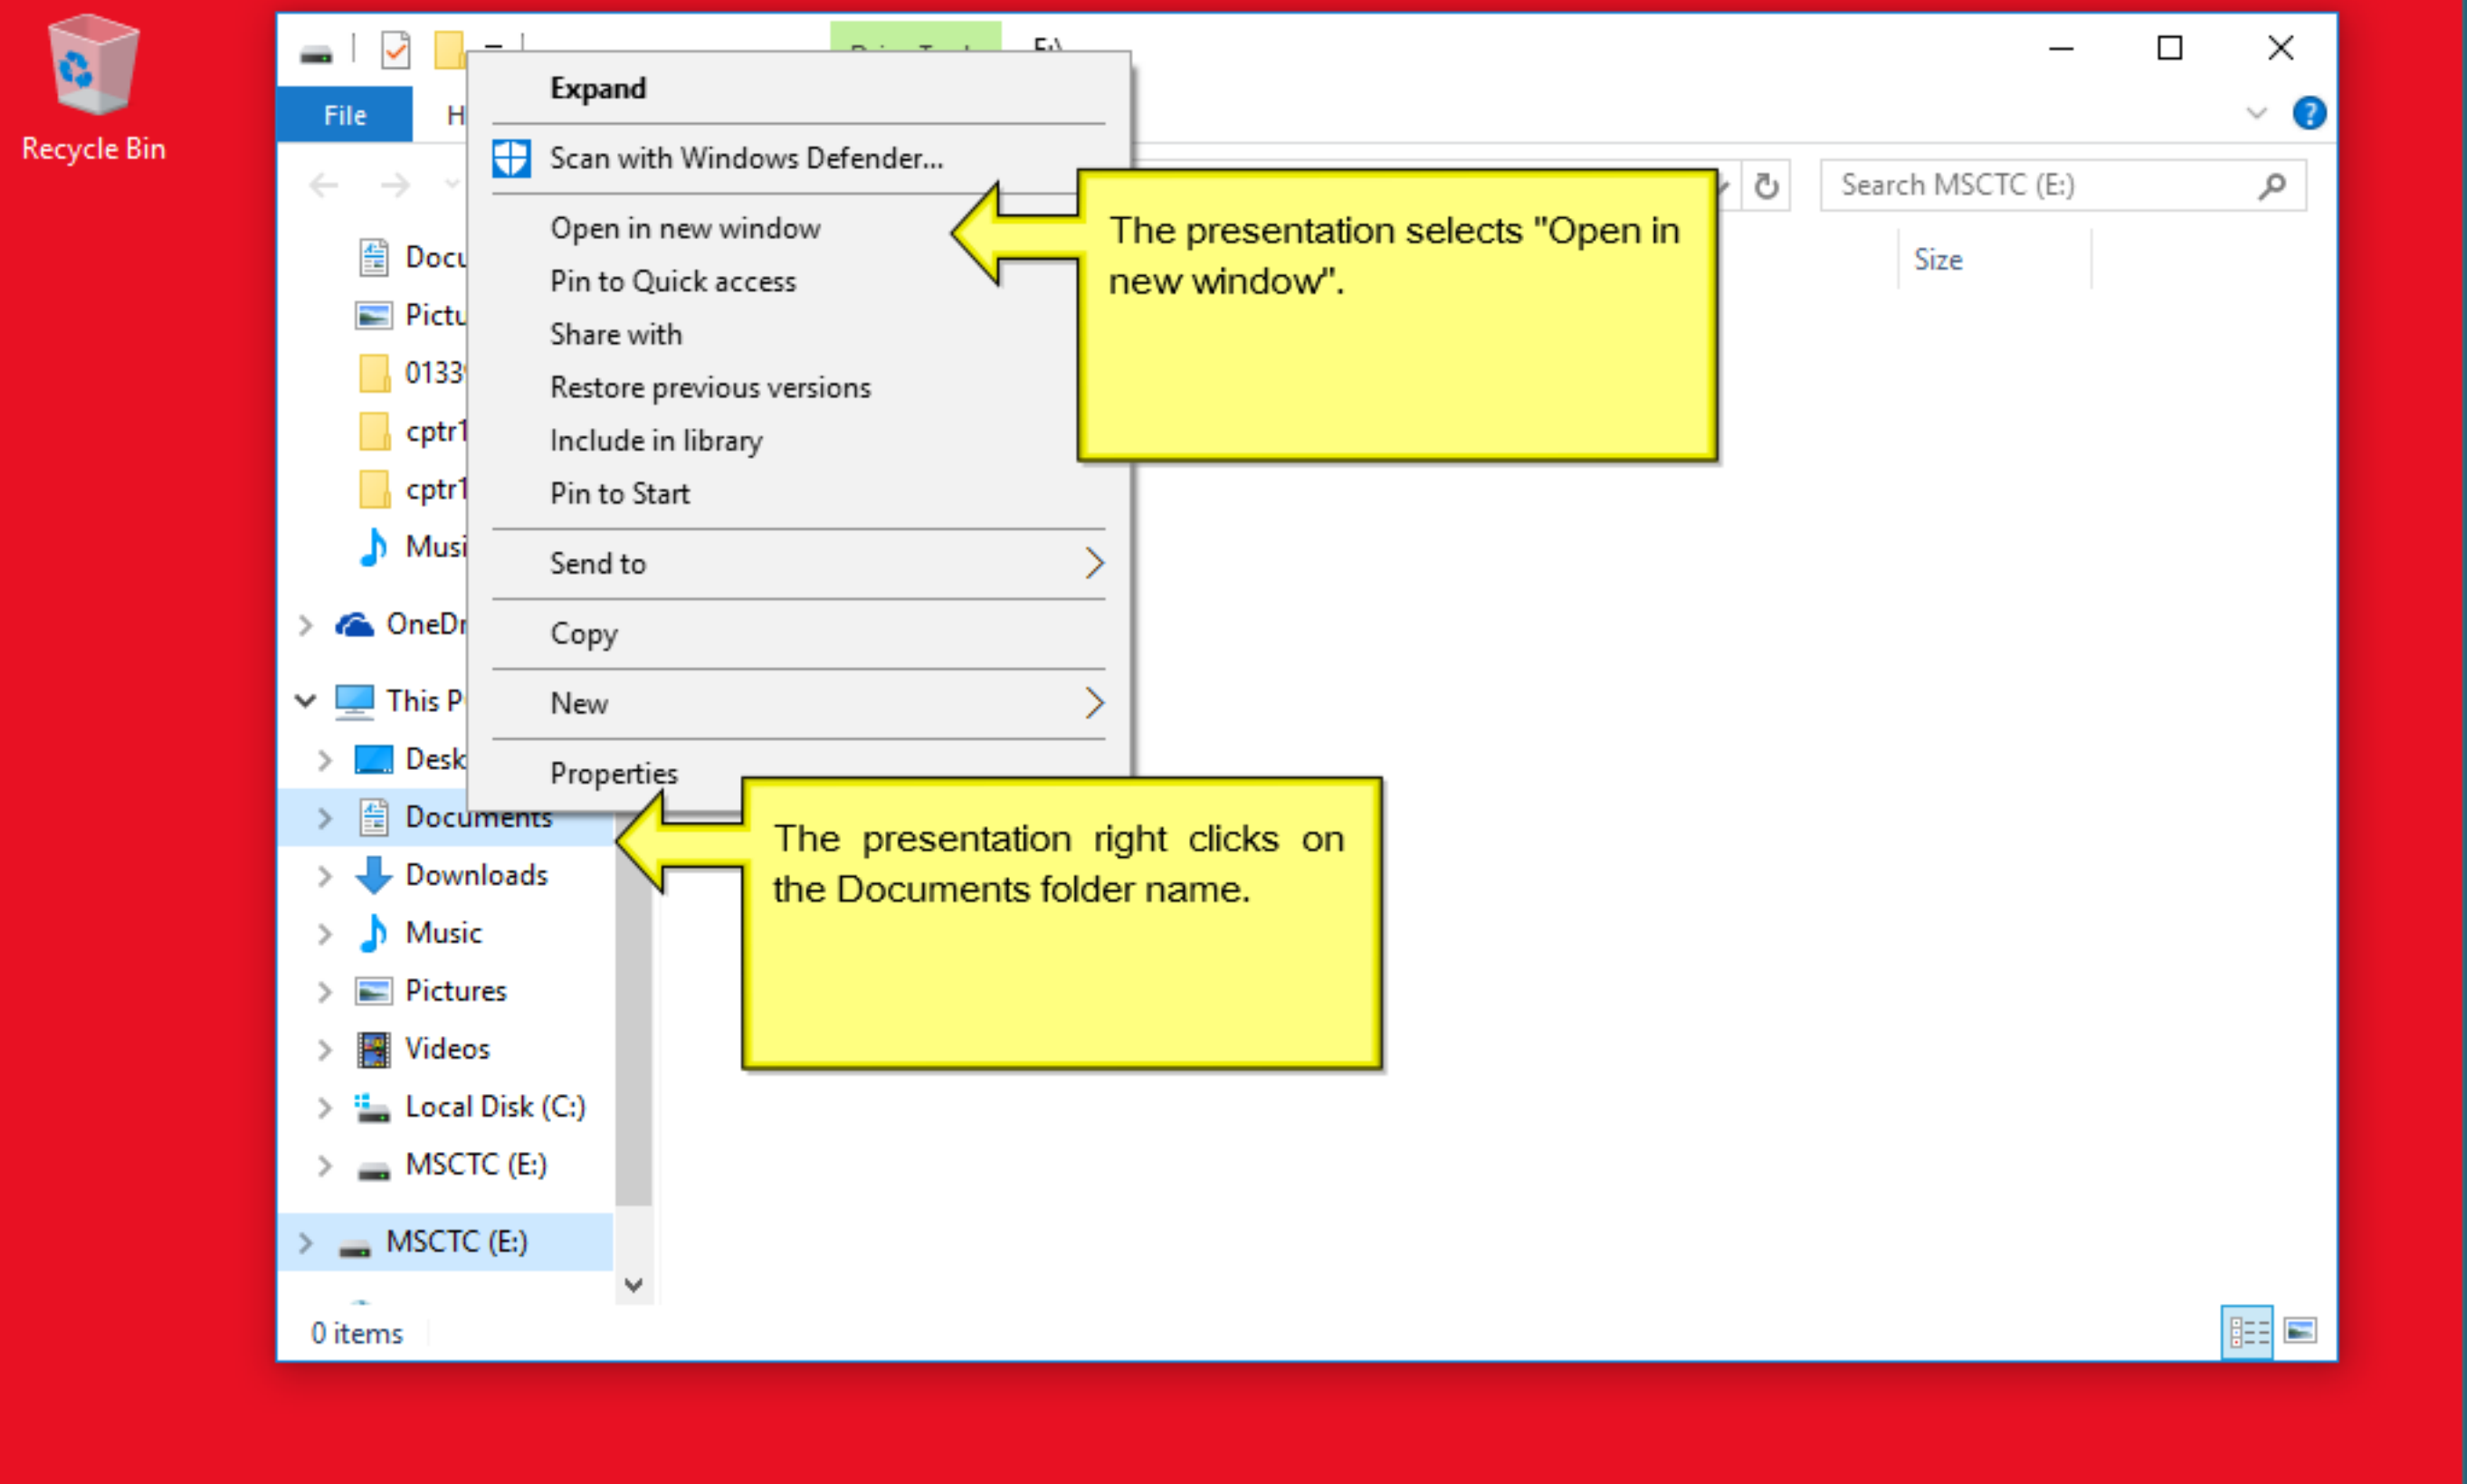 Recycle Bin
E:\
File
Expand
Scan with Windows Defender...
Open in new window
Pin to Quick access
Share with
Restore previous versions
Include in library
Pin to Start
Send to
Copy
New
Properties
The presentation selects "Open in
new window".
Search MSCTC (E:)
Size
This
Documents
The presentation right clicks on
the Documents folder name.
Downloads
Music
Pictures
Videos
Local Disk (C:)
MSCTC (E:)
MSCTC (E:)
0 items